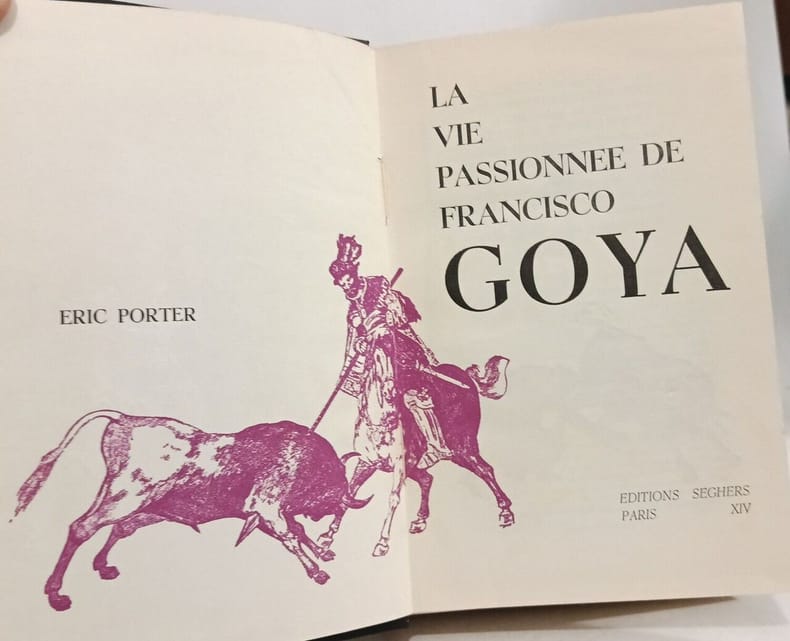 ERIC PORTER
LA
VIE
PASSIONNEE DE
FRANCISCO
GOYA
EDITIONS SEGHERS
PARIS XIV